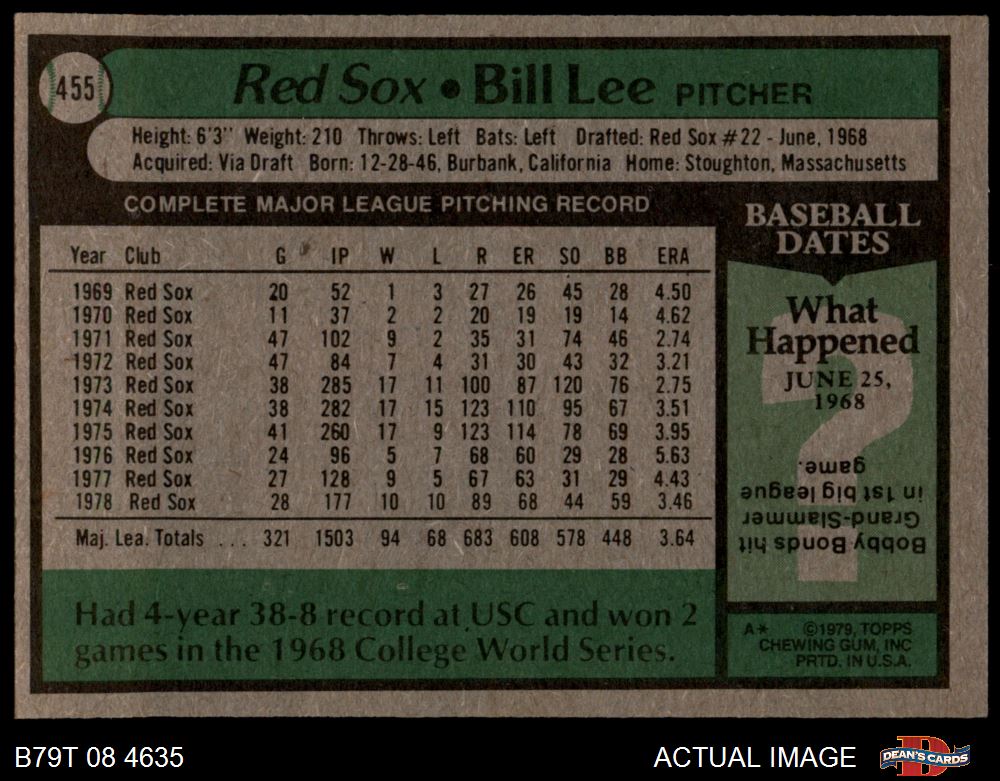 455
Red Sox • Bill Lee PITCHER
Height: 6'3" Weight: 210 Throws: Left Bats: Left Drafted: Red Sox #22 - June, 1968
Acquired: Via Draft Born: 12-28-46, Burbank, California Home: Stoughton, Massachusetts
COMPLETE MAJOR LEAGUE PITCHING RECORD
Year Club G IP W L R ER SO BB ERA
1969 Red Sox 20 52 1 3 27 26 45 28 4.50
1970 Red Sox 11 37 2 2 20 19 19 14 4.62
1971 Red Sox 47 102 9 2 35 31 74 46 2.74
1972 Red Sox 47 84 7 4 31 30 43 32 3.21
1973 Red Sox 38 285 17 11 100 87 120 76 2.75
1974 Red Sox 38 282 17 15 123 110 95 67 3.51
1975 Red Sox 41 260 17 9 123 114 78 69 3.95
1976 Red Sox 24 96 5 7 68 60 29 28 5.63
1977 Red Sox 27 128 9 5 67 63 31 29 4.43
1978 Red Sox 28 177 10 10 89 68 44 59 3.46
Maj. Lea. Totals . . . 321 1503 94 68 683 608 578 448 3.64
Had 4-year 38-8 record at USC and won 2
games in the 1968 College World Series.
BASEBALL
DATES
What
Happened
JUNE 25,
1968
Bobby Bonds hit
Grand-Slammer
in 1st big league
game.
A* ©1979, TOPPS
CHEWING GUM, INC
PRTD. IN U.S.A.
B79T 08 4635
ACTUAL IMAGE
DEAN'S CARDS